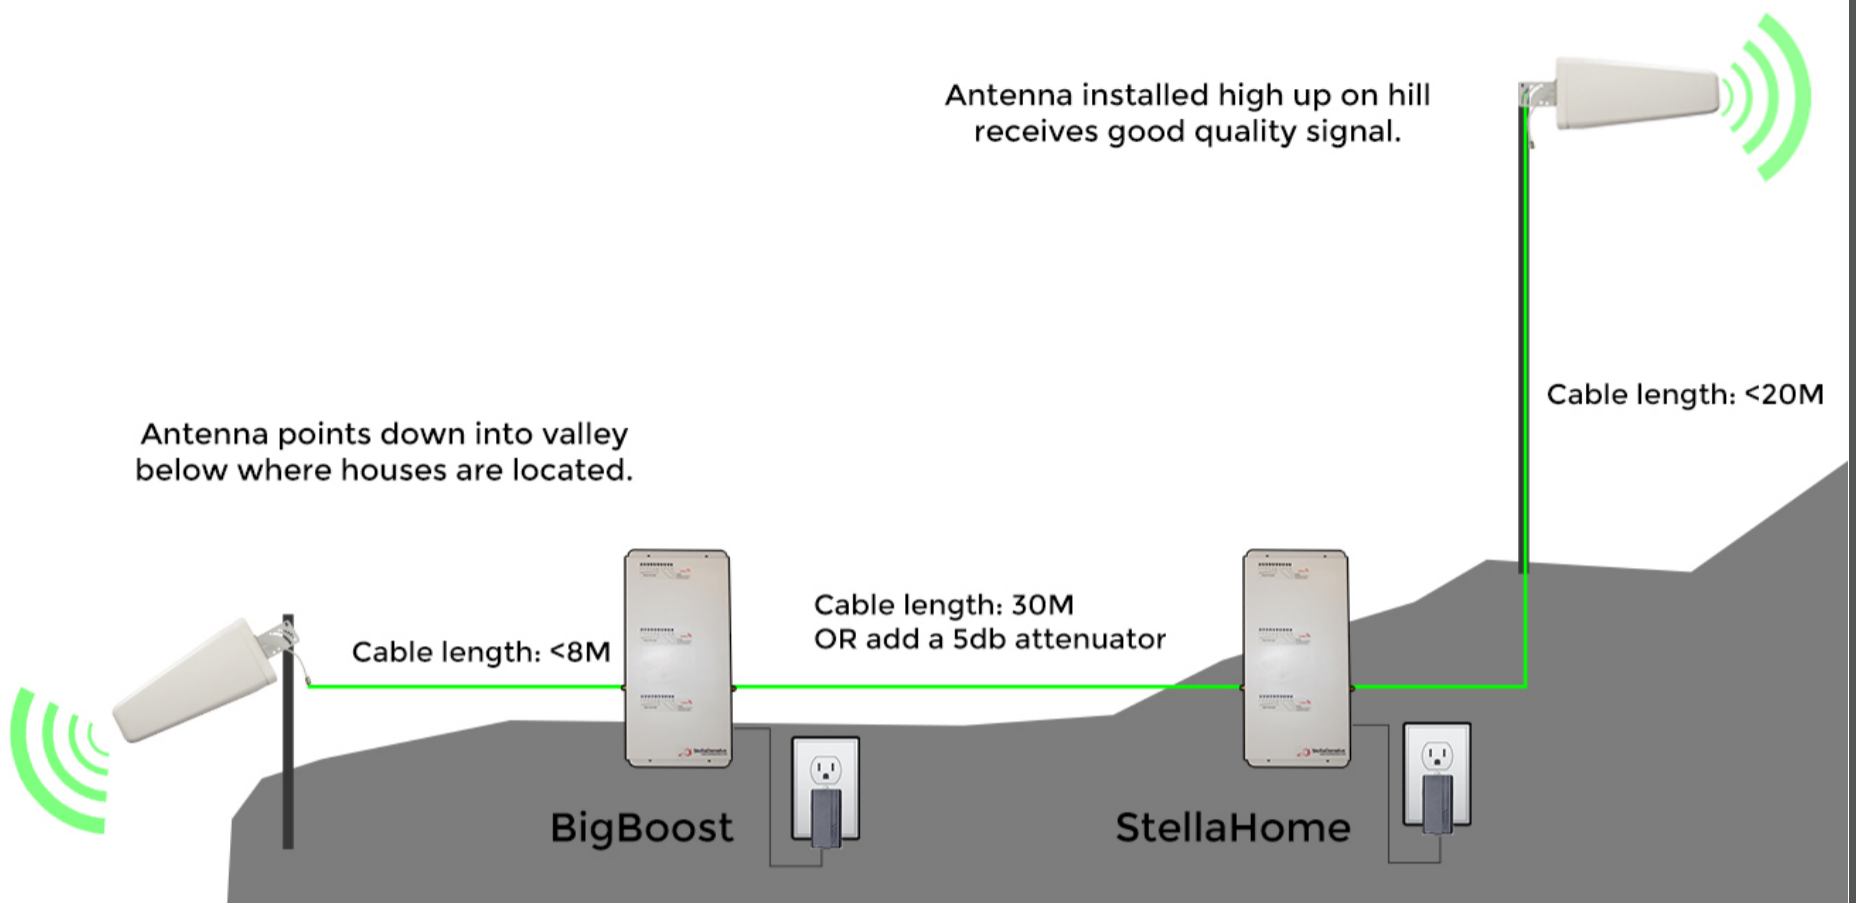 Antenna installed high up on hill
receives good quality signal.
Cable length: <20M
Antenna points down into valley
below where houses are located.
Cable length: <8M
Cable length: 30M
OR add a 5db attenuator
BigBoost
StellaHome